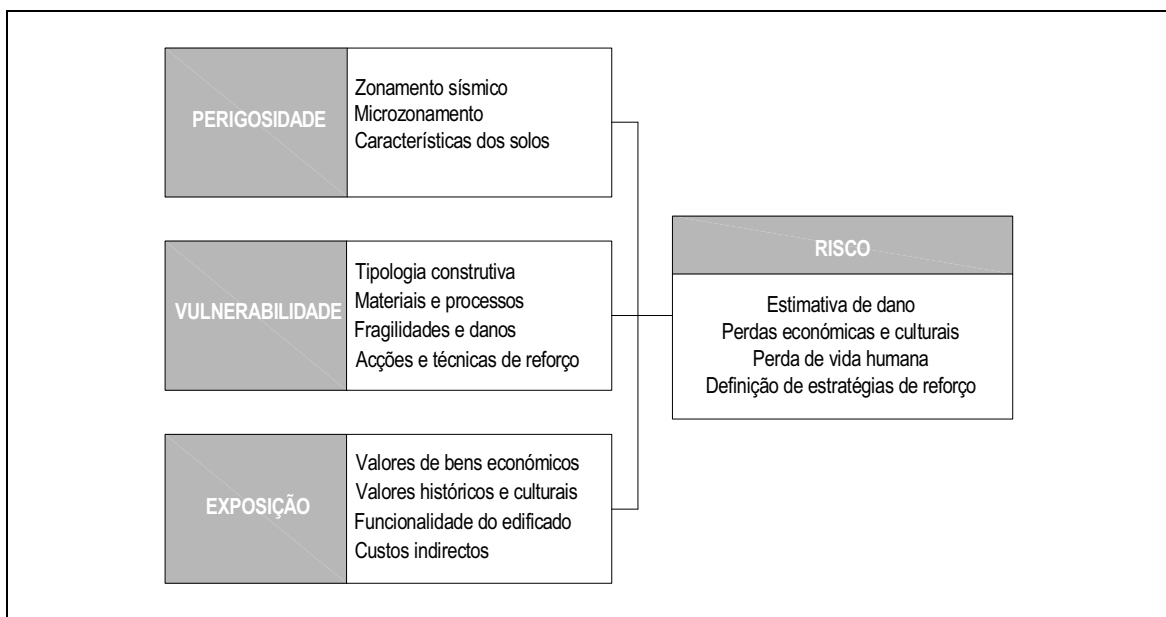 PERIGOSIDADE
Zonamento sísmico
Microzonamento
Características dos solos
VULNERABILIDADE
Tipologia construtiva
Materiais e processos
Fragilidades e danos
Acções e técnicas de reforço
EXPOSIÇÃO
Valores de bens económicos
Valores históricos e culturais
Funcionalidade do edificado
Custos indirectos
RISCO
Estimativa de dano
Perdas económicas e culturais
Perda de vida humana
Definição de estratégias de reforço